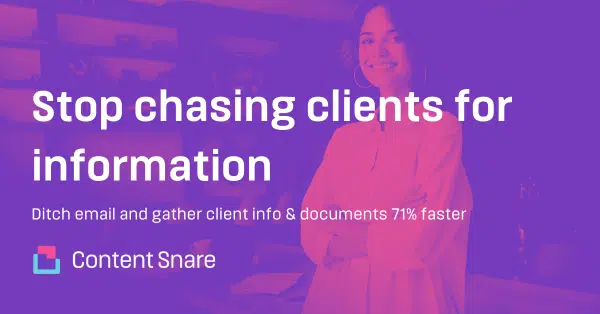 Stop chasing clients for
information
Ditch email and gather client info & documents 71% faster
Content Snare